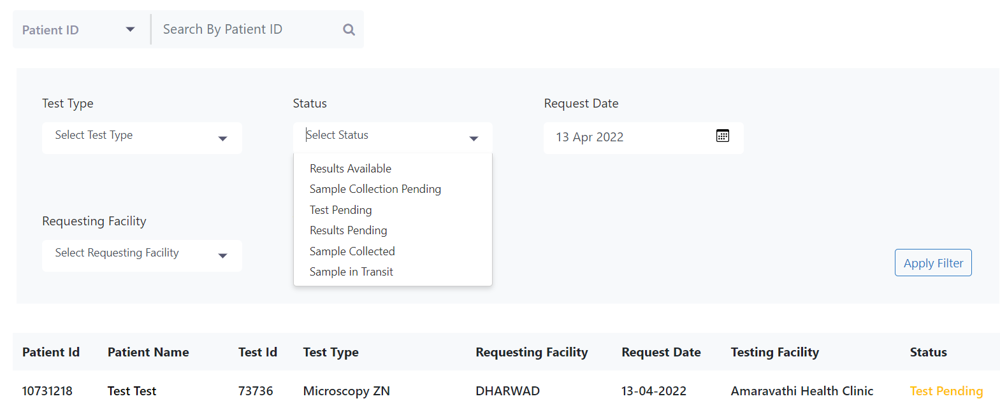 Patient ID Search By Patient ID
Test Type Status Request Date
Select Test Type Select Status 13 Apr 2022
Results Available
Sample Collection Pending
Test Pending
Results Pending
Sample Collected
Sample in Transit
Requesting Facility
Select Requesting Facility
Apply Filter
Patient Id Patient Name Test Id Test Type Requesting Facility Request Date Testing Facility Status
10731218 Test Test 73736 Microscopy ZN DHARWAD 13-04-2022 Amaravathi Health Clinic Test Pending